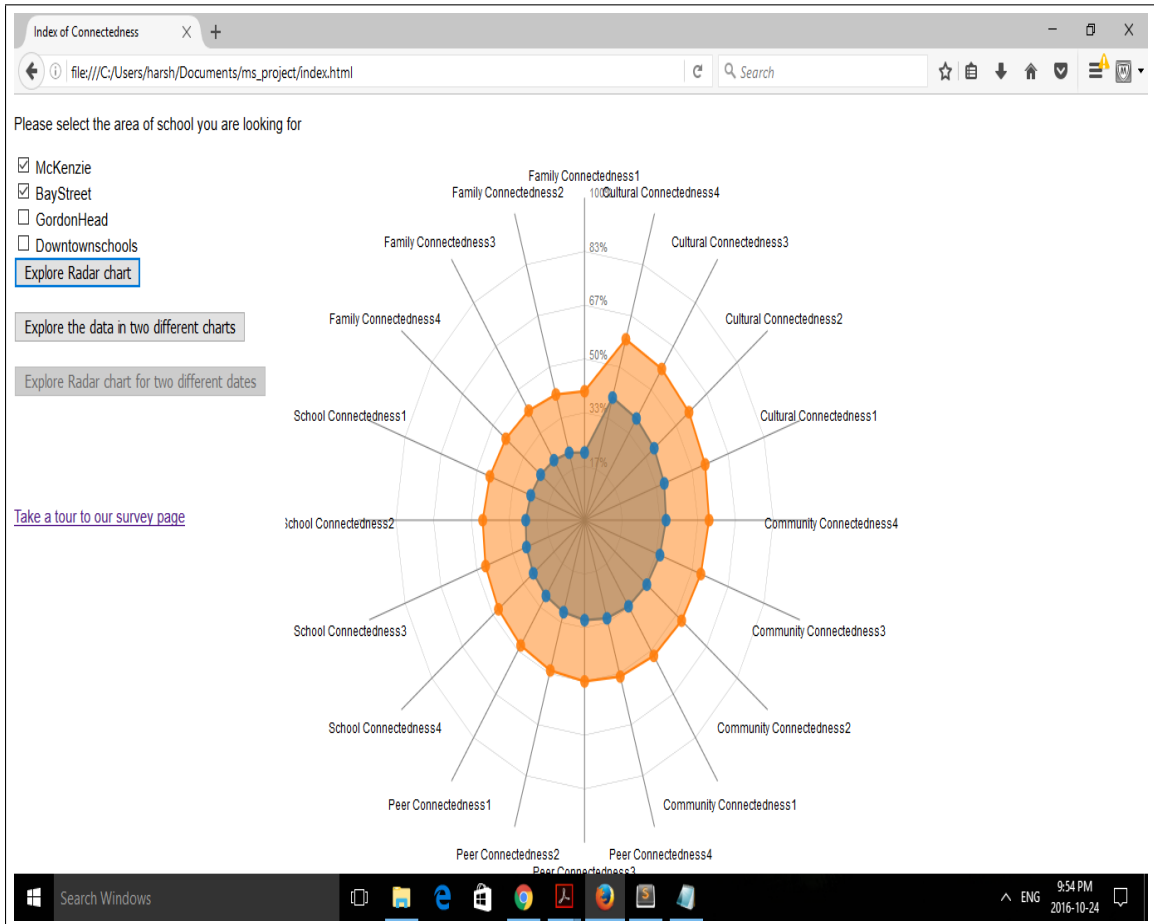 Index of Connectedness
file:///C:/Users/harsh/Documents/ms_project/index.html
Search
Please select the area of school you are looking for
McKenzie
BayStreet
GordonHead
Downtownschools
Explore Radar chart
Explore the data in two different charts
Explore Radar chart for two different dates
Take a tour to our survey page
Family Connectedness1
Family Connectedness2
100%
Cultural Connectedness4
Family Connectedness3
Cultural Connectedness3
83%
67%
Family Connectedness4
Cultural Connectedness2
50%
School Connectedness1
33%
Cultural Connectedness1
17%
School Connectedness2
Community Connectedness4
School Connectedness3
Community Connectedness3
School Connectedness4
Community Connectedness2
Peer Connectedness1
Community Connectedness1
Peer Connectedness2
Peer Connectedness4
Peer Connectedness3
Search Windows
ENG
9:54 PM
2016-10-24